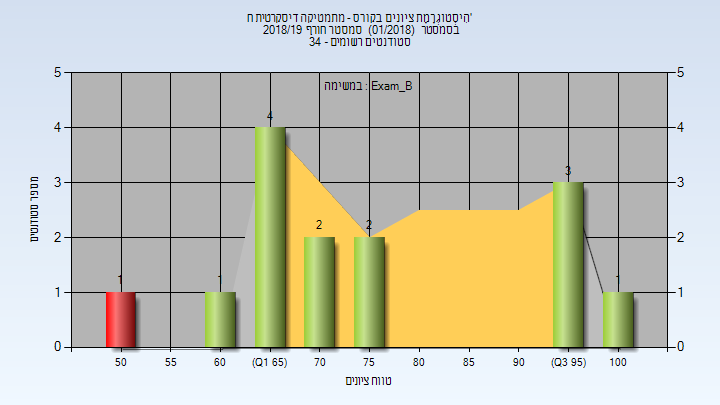 היסטוגרמת ציונים בקורס - מתמטיקה דיסקרטית ח'
בסמסטר (01/2018) סמסטר חורף 2018/19
סטודנטים רשומים - 34
במשימה : Exam_B
מספר סטודנטים
5 5
4 4
3 3
2 2
1 1
0 0
1 1 4 2 2 3 1
50 55 60 (Q1 65) 70 75 80 85 90 (Q3 95) 100
טווח ציונים